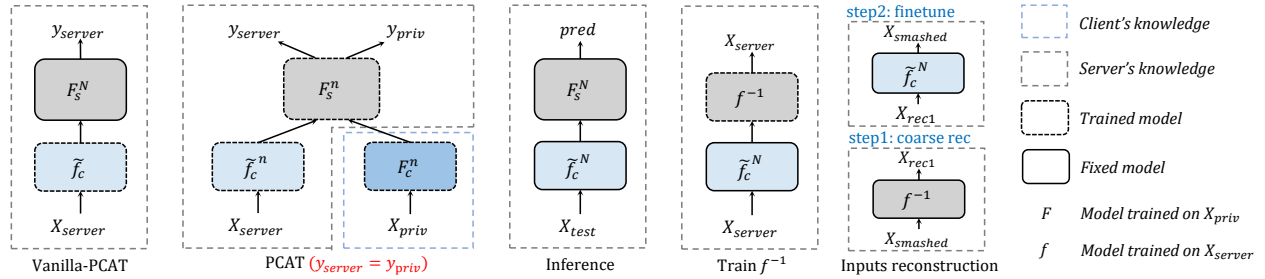 y_server
F_s^N
f̃_c
X_server
Vanilla-PCAT
y_server
y_priv
F_s^n
f̃_c^n
F_c^n
X_server
X_priv
PCAT (y_server = y_priv)
pred
F_s^N
f̃_c^N
X_test
Inference
X_server
f^-1
f̃_c^N
X_server
Train f^-1
step2: finetune
X_smashed
f̃_c^N
X_rec1
step1: coarse rec
X_rec1
f^-1
X_smashed
Inputs reconstruction
Client's knowledge
Server's knowledge
Trained model
Fixed model
F Model trained on X_priv
f Model trained on X_server